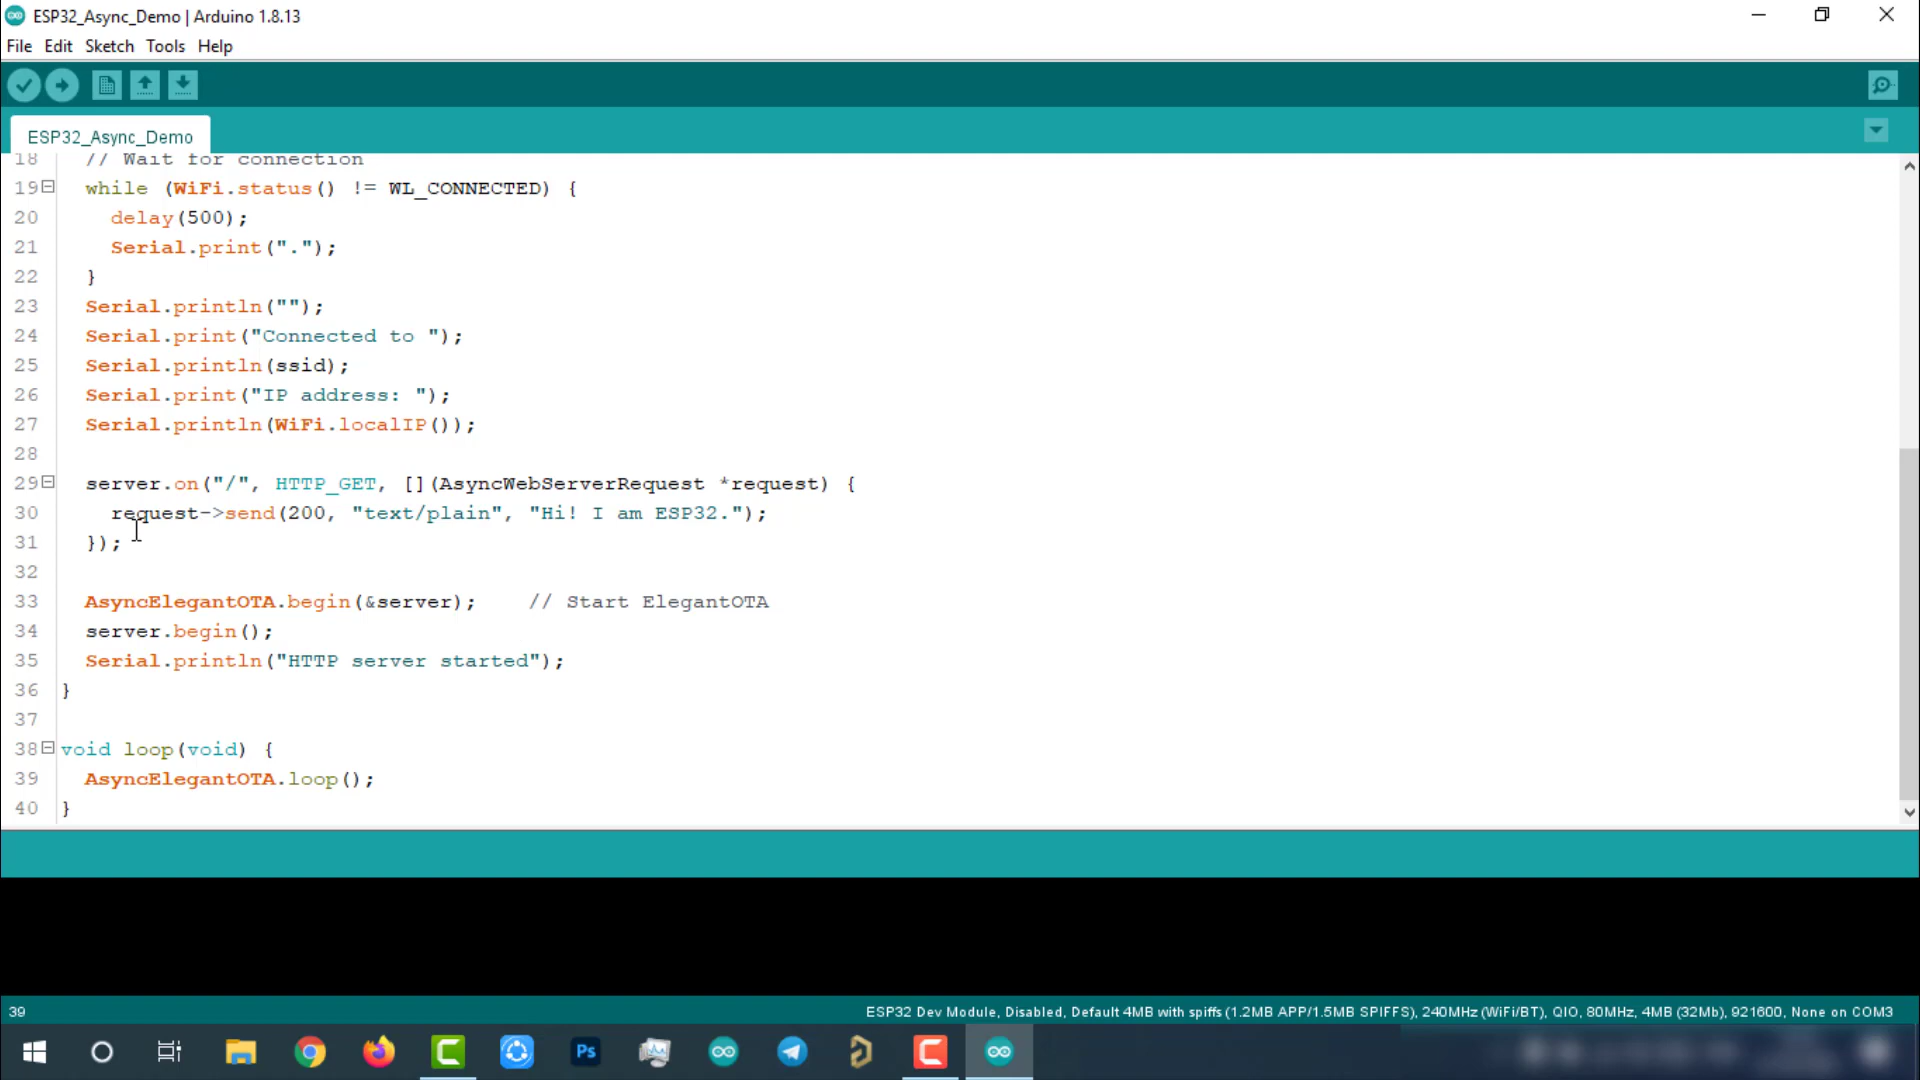 ESP32_Async_Demo | Arduino 1.8.13
File Edit Sketch Tools Help
ESP32_Async_Demo
18 // Wait for connection
19 while (WiFi.status() != WL_CONNECTED) {
20 delay(500);
21 Serial.print(".");
22 }
23 Serial.println("");
24 Serial.print("Connected to ");
25 Serial.println(ssid);
26 Serial.print("IP address: ");
27 Serial.println(WiFi.localIP());
28
29 server.on("/", HTTP_GET, [](AsyncWebServerRequest *request) {
30 request->send(200, "text/plain", "Hi! I am ESP32.");
31 });
32
33 AsyncElegantOTA.begin(&server); // Start ElegantOTA
34 server.begin();
35 Serial.println("HTTP server started");
36 }
37
38 void loop(void) {
39 AsyncElegantOTA.loop();
40 }
39 ESP32 Dev Module, Disabled, Default 4MB with spiffs (1.2MB APP/1.5MB SPIFFS), 240MHz (WiFi/BT), QIO, 80MHz, 4MB (32Mb), 921600, None on COM3
Ps